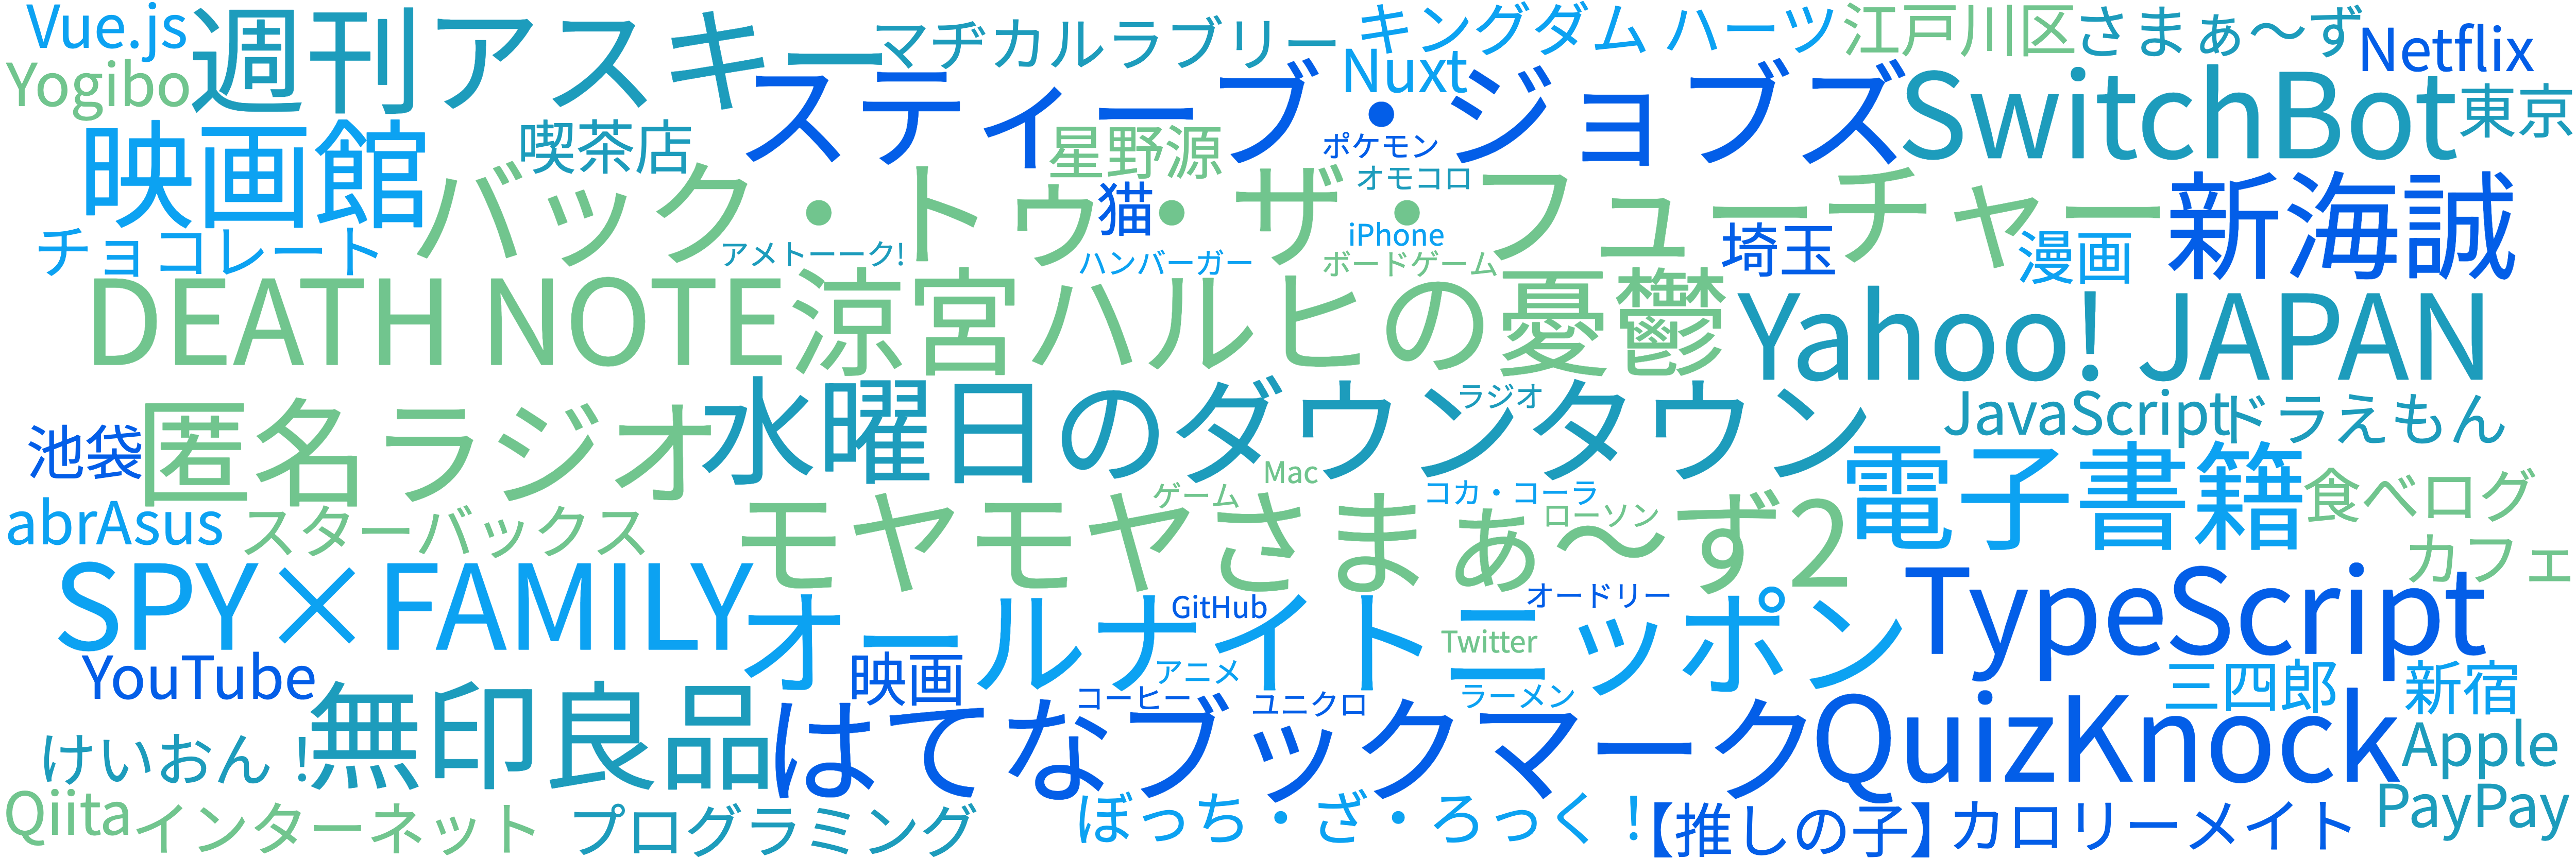 Vue.js
週刊アスキー
マヂカルラブリー
キングダム ハーツ
江戸川区
さまぁ〜ず
Netflix
Yogibo
スティーブ・ジョブズ
Nuxt
SwitchBot
東京
映画館
喫茶店
星野源
ポケモン
オモコロ
バック・トゥ・ザ・フューチャー
猫
新海誠
チョコレート
アメトーーク!
ハンバーガー
iPhone
ボードゲーム
埼玉
漫画
DEATH NOTE
涼宮ハルヒの憂鬱
Yahoo! JAPAN
池袋
匿名ラジオ
水曜日のダウンタウン
ラジオ
JavaScript
ドラえもん
Mac
電子書籍
食べログ
abrAsus
スターバックス
モヤモヤさまぁ〜ず2
ゲーム
コカ・コーラ
ローソン
カフェ
SPY×FAMILY
オールナイトニッポン
GitHub
オードリー
Twitter
TypeScript
YouTube
映画
アニメ
三四郎
新宿
無印良品
はてなブックマーク
コーヒー
ユニクロ
ラーメン
QuizKnock
けいおん！
Apple
Qiita
インターネット
プログラミング
ぼっち・ざ・ろっく！
【推しの子】
カロリーメイト
PayPay